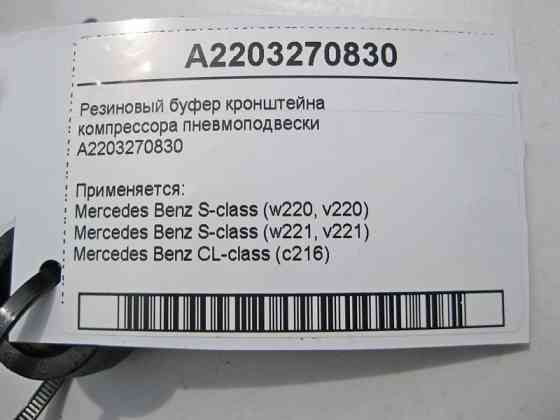 A2203270830
Резиновый буфер кронштейна
компрессора пневмоподвески
A2203270830
Применяется:
Mercedes Benz S-class (w220, v220)
Mercedes Benz S-class (w221, v221)
Mercedes Benz CL-class (c216)